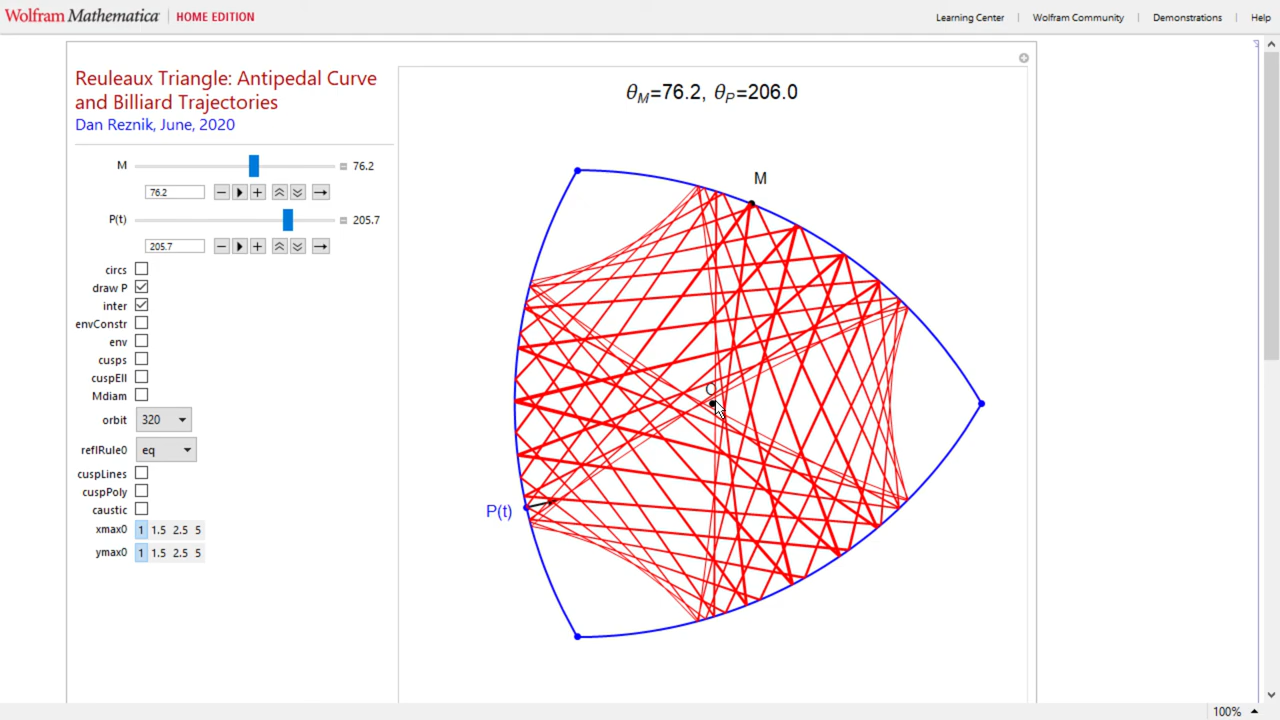 Wolfram Mathematica | HOME EDITION
Learning Center | Wolfram Community | Demonstrations | Help
Reuleaux Triangle: Antipedal Curve
and Billiard Trajectories
Dan Reznik, June, 2020
M 76.2
76.2
P(t) 205.7
205.7
circs
draw P
inter
envConstr
env
cusps
cuspEll
Mdiam
orbit 320
reflRule0 eq
cuspLines
cuspPoly
caustic
xmax0 1 1.5 2.5 5
ymax0 1 1.5 2.5 5
θM=76.2, θP=206.0
M
O
P(t)
100%